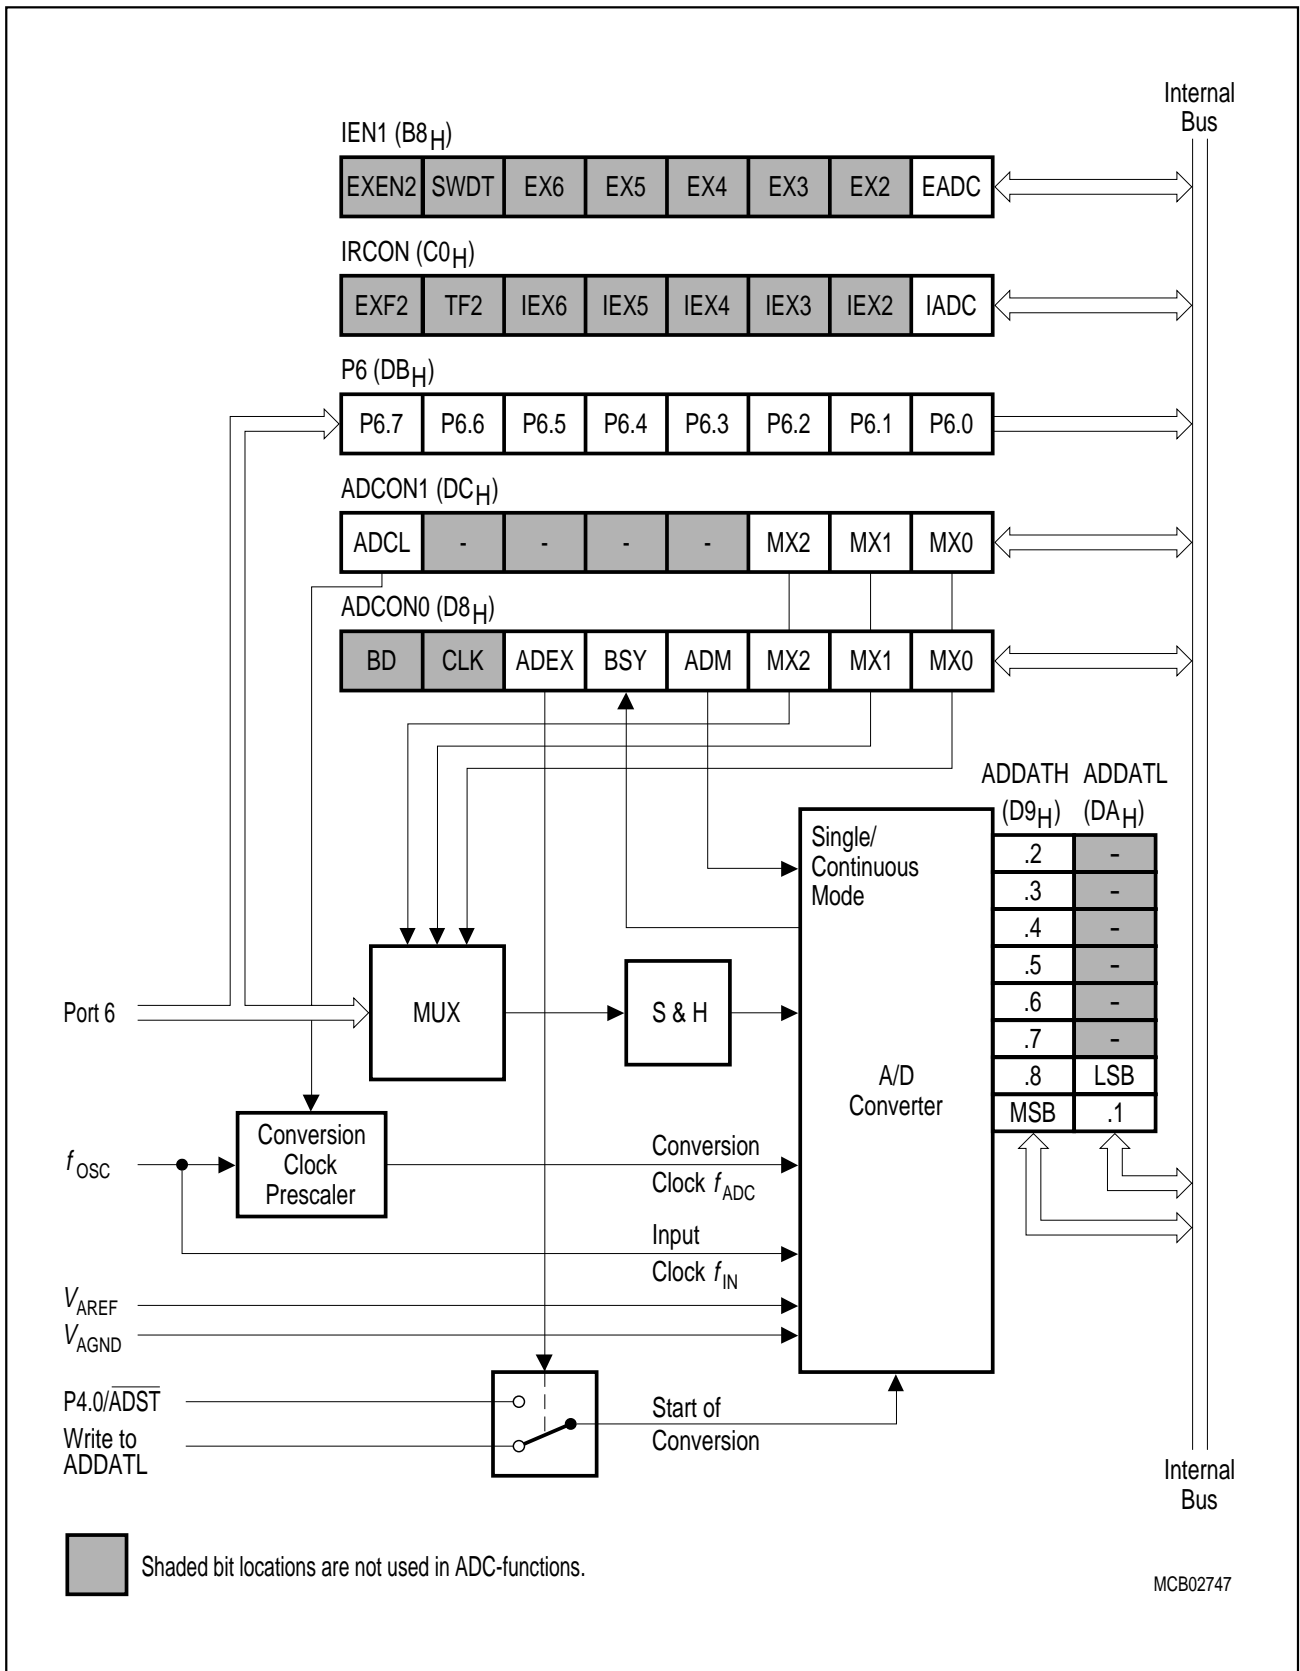 Internal
Bus
IEN1 (B8H)
EXEN2 SWDT EX6 EX5 EX4 EX3 EX2 EADC
IRCON (C0H)
EXF2 TF2 IEX6 IEX5 IEX4 IEX3 IEX2 IADC
P6 (DBH)
P6.7 P6.6 P6.5 P6.4 P6.3 P6.2 P6.1 P6.0
ADCON1 (DCH)
ADCL - - - - MX2 MX1 MX0
ADCON0 (D8H)
BD CLK ADEX BSY ADM MX2 MX1 MX0
ADDATH ADDATL
(D9H) (DAH)
Single/
Continuous
Mode
.2 -
.3 -
.4 -
.5 -
.6 -
.7 -
.8 LSB
MSB .1
Port 6
MUX
S & H
A/D
Converter
fOSC
Conversion
Clock
Prescaler
Conversion
Clock fADC
Input
Clock fIN
VAREF
VAGND
P4.0/ADST
Write to
ADDATL
Start of
Conversion
Internal
Bus
Shaded bit locations are not used in ADC-functions.
MCB02747